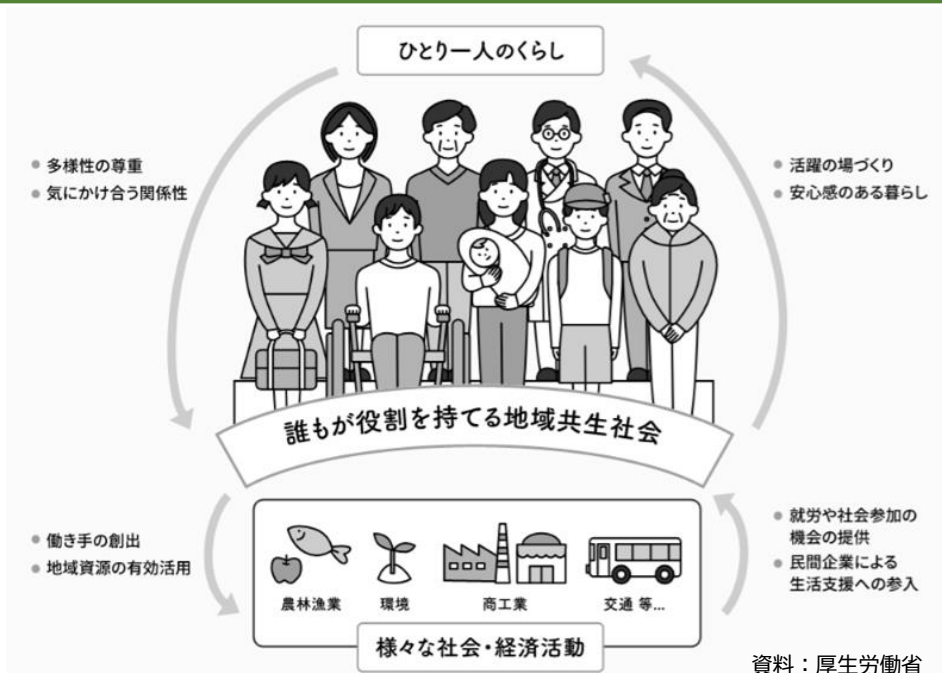 ひとり一人のくらし
● 多様性の尊重
● 気にかけ合う関係性
● 活躍の場づくり
● 安心感のある暮らし
誰もが役割を持てる地域共生社会
● 働き手の創出
● 地域資源の有効活用
● 就労や社会参加の
機会の提供
● 民間企業による
生活支援への参入
農林漁業 環境 商工業 交通 等...
様々な社会・経済活動
資料：厚生労働省